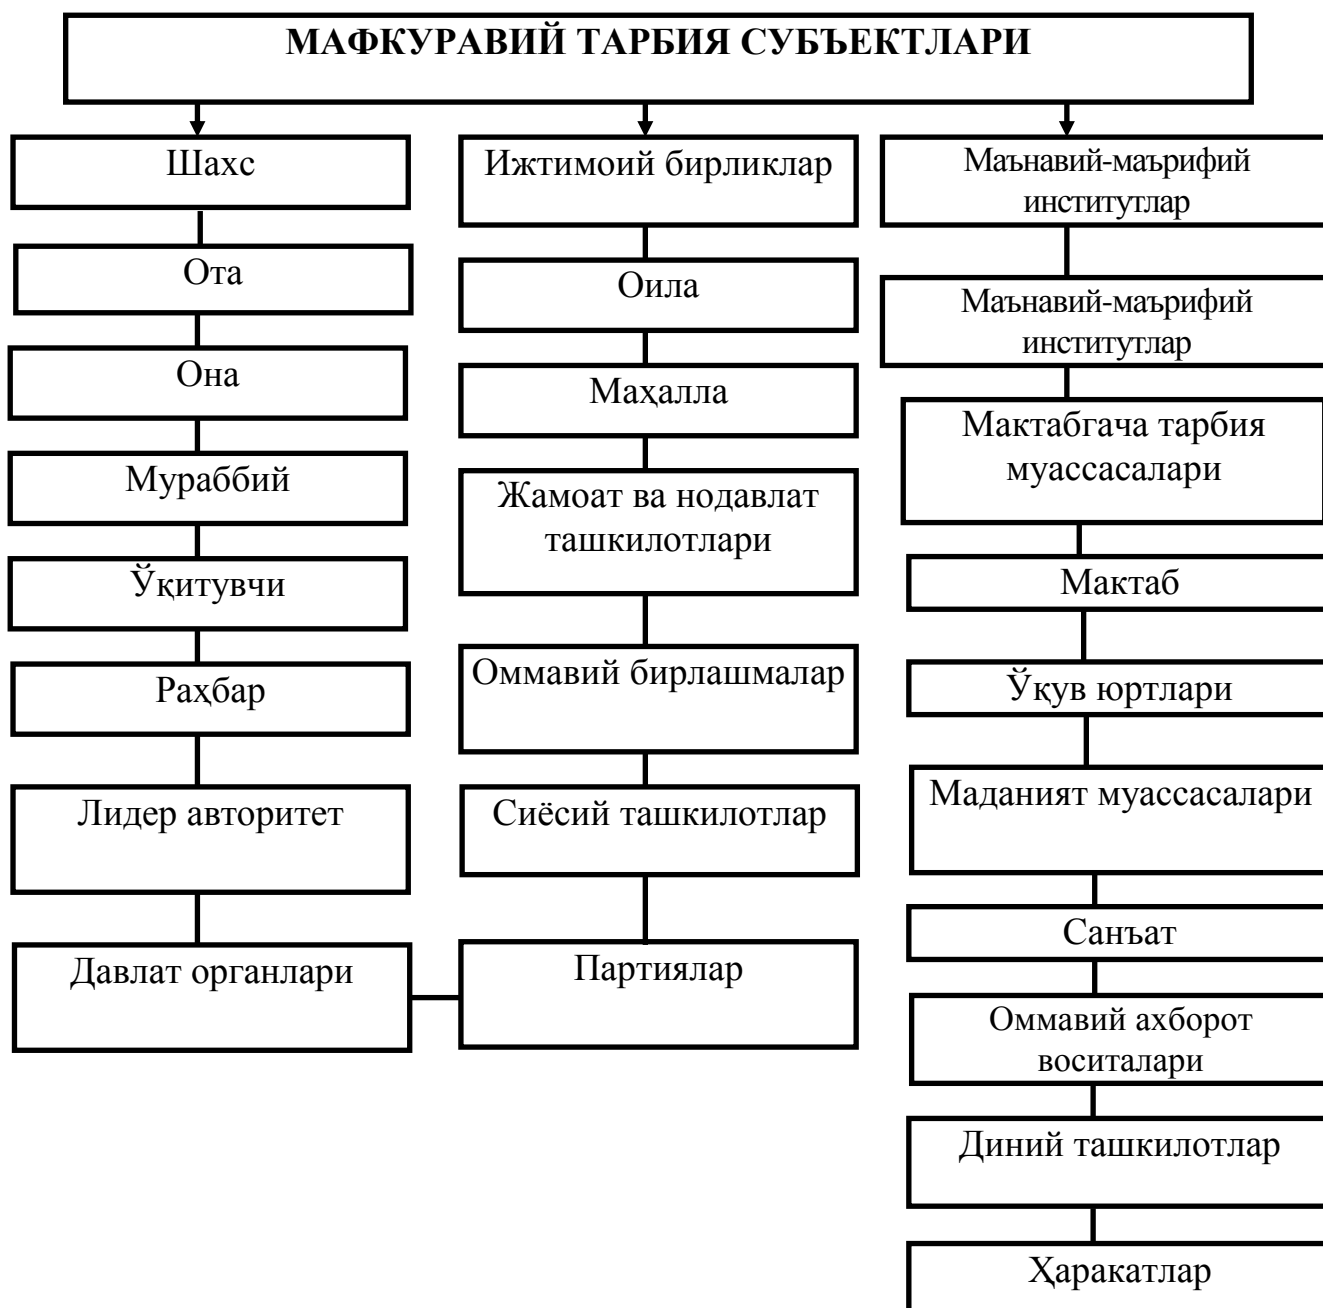 МАФКУРАВИЙ ТАРБИЯ СУБЪЕКТЛАРИ
Шахс
Ота
Она
Мураббий
Ўқитувчи
Раҳбар
Лидер авторитет
Давлат органлари
Ижтимоий бирликлар
Оила
Маҳалла
Жамоат ва нодавлат
ташкилотлари
Оммавий бирлашмалар
Сиёсий ташкилотлар
Партиялар
Маънавий-маърифий
институтлар
Маънавий-маърифий
институтлар
Мактабгача тарбия
муассасалари
Мактаб
Ўқув юртлари
Маданият муассасалари
Санъат
Оммавий ахборот
воситалари
Диний ташкилотлар
Ҳаракатлар